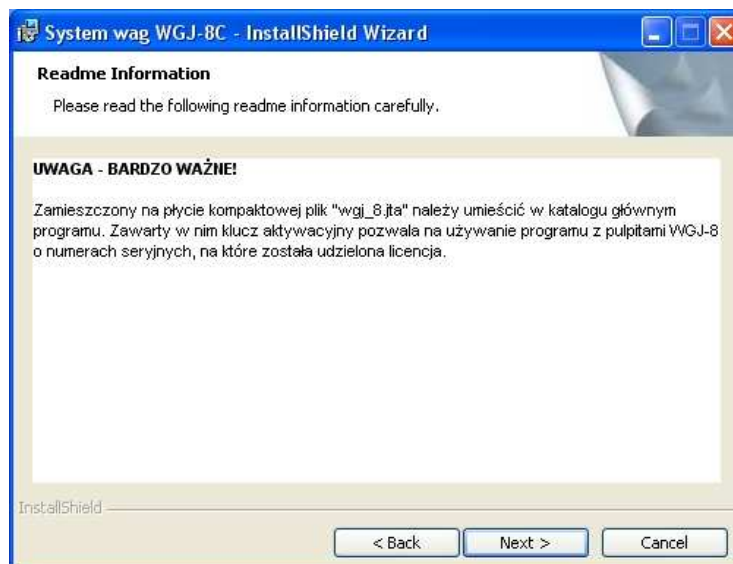 System wag WGJ-8C - InstallShield Wizard
Readme Information
Please read the following readme information carefully.
UWAGA - BARDZO WAŻNE!
Zamieszczony na płycie kompaktowej plik "wgj_8.jta" należy umieścić w katalogu głównym
programu. Zawarty w nim klucz aktywacyjny pozwala na używanie programu z pulpitami WGJ-8
o numerach seryjnych, na które została udzielona licencja.
InstallShield
< Back Next > Cancel